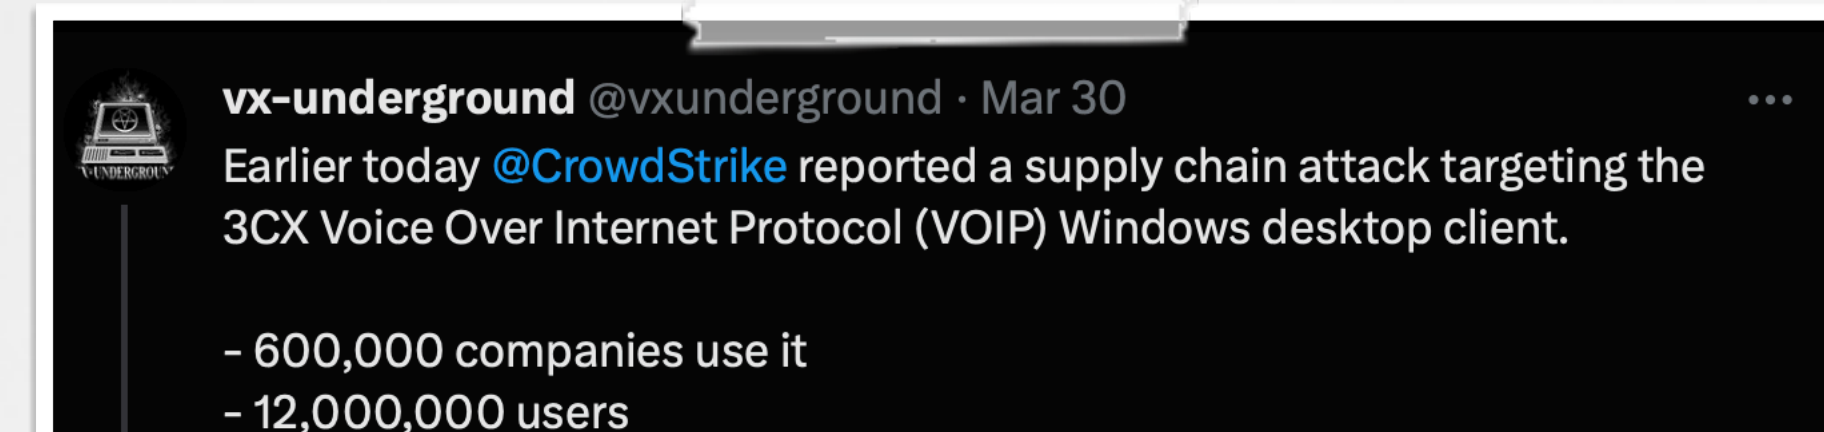 vx-underground @vxunderground · Mar 30
Earlier today @CrowdStrike reported a supply chain attack targeting the
3CX Voice Over Internet Protocol (VOIP) Windows desktop client.
- 600,000 companies use it
- 12,000,000 users